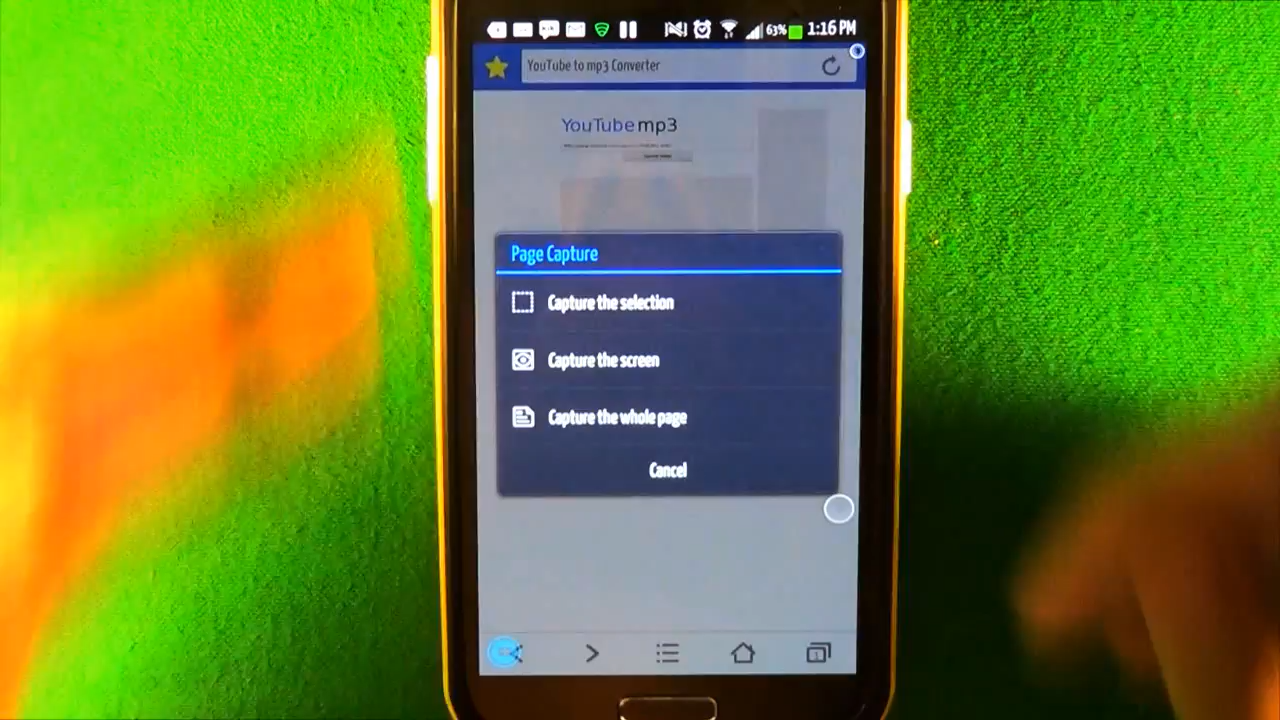 63% 1:16 PM
YouTube to mp3 Converter
YouTube mp3
Page Capture
Capture the selection
Capture the screen
Capture the whole page
Cancel
1